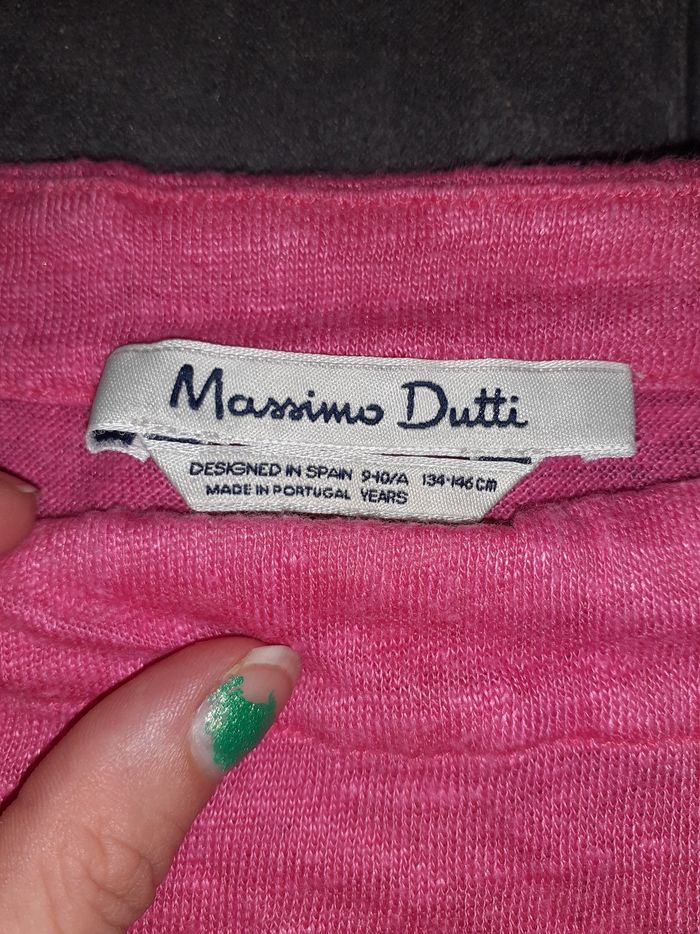 Massimo Dutti
DESIGNED IN SPAIN 9-10/A 134-146 cm
MADE IN PORTUGAL YEARS